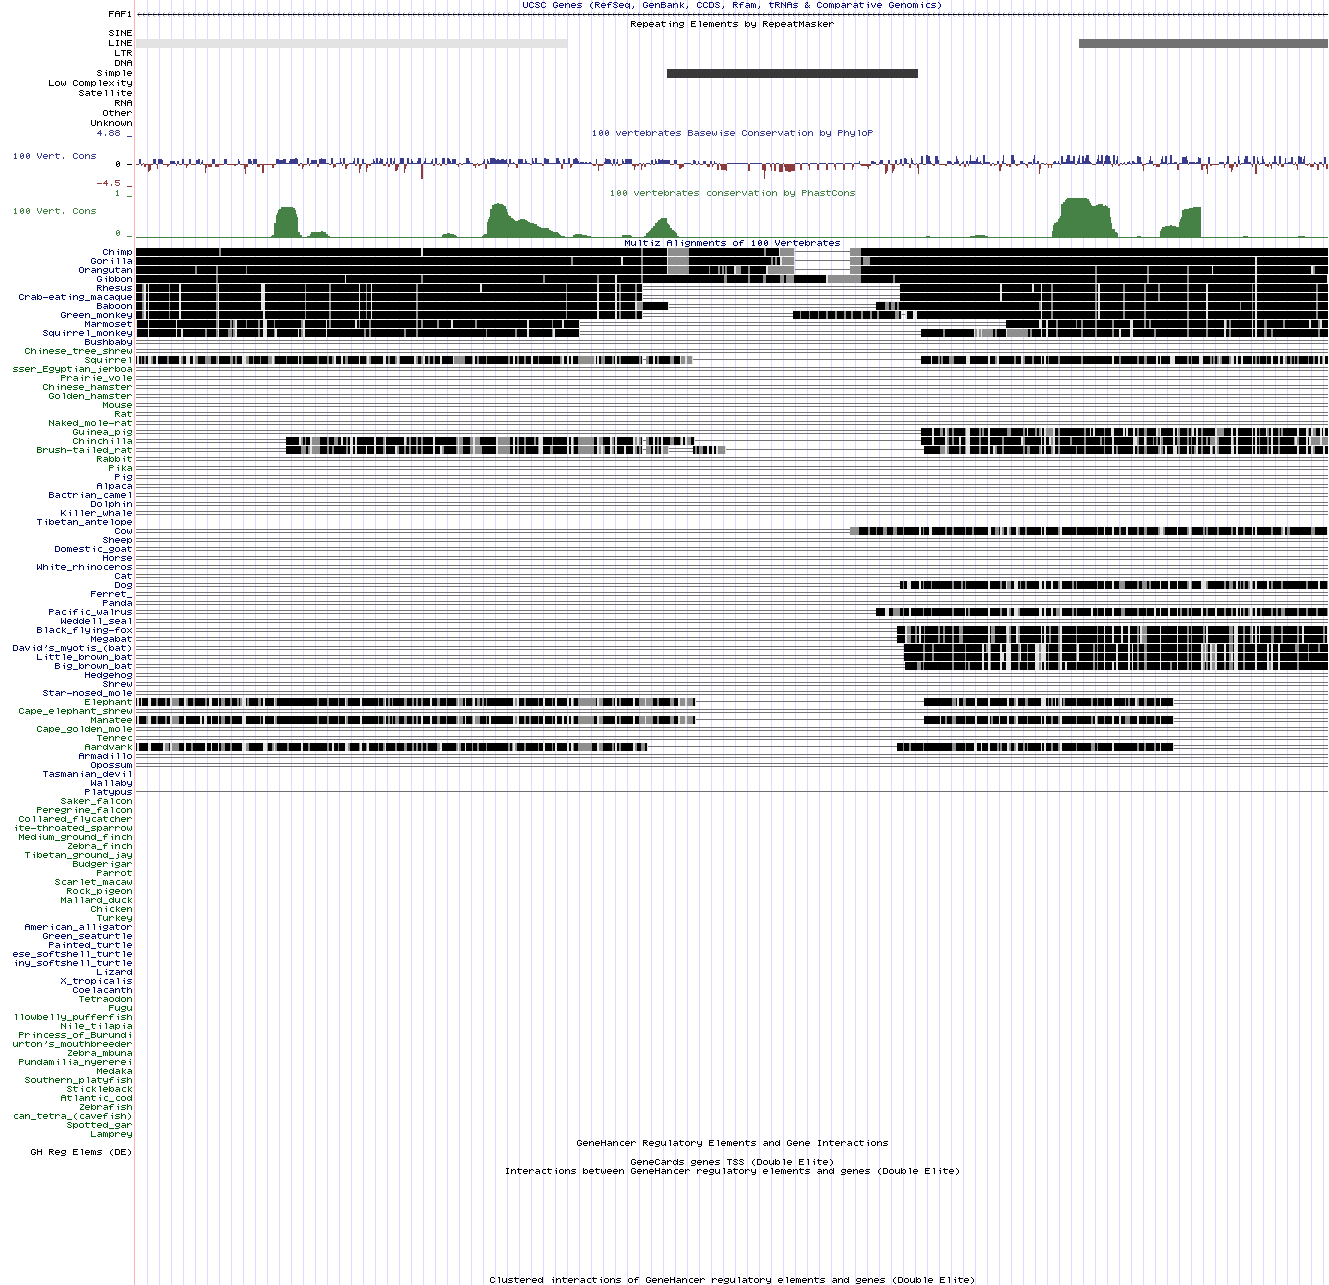 UCSC Genes (RefSeq, GenBank, CCDS, Rfam, tRNAs & Comparative Genomics)
FAF1
Repeating Elements by RepeatMasker
SINE
LINE
LTR
DNA
Simple
Low Complexity
Satellite
RNA
Other
Unknown
100 vertebrates Basewise Conservation by PhyloP
4.88 _
100 Vert. Cons
0 _
-4.5 _
100 vertebrates conservation by PhastCons
1 _
100 Vert. Cons
0 _
Multiz Alignments of 100 Vertebrates
Chimp
Gorilla
Orangutan
Gibbon
Rhesus
Crab-eating_macaque
Baboon
Green_monkey
Marmoset
Squirrel_monkey
Bushbaby
Chinese_tree_shrew
Squirrel
sser_Egyptian_jerboa
Prairie_vole
Chinese_hamster
Golden_hamster
Mouse
Rat
Naked_mole-rat
Guinea_pig
Chinchilla
Brush-tailed_rat
Rabbit
Pika
Pig
Alpaca
Bactrian_camel
Dolphin
Killer_whale
Tibetan_antelope
Cow
Sheep
Domestic_goat
Horse
White_rhinoceros
Cat
Dog
Ferret_
Panda
Pacific_walrus
Weddell_seal
Black_flying-fox
Megabat
David's_myotis_(bat)
Little_brown_bat
Big_brown_bat
Hedgehog
Shrew
Star-nosed_mole
Elephant
Cape_elephant_shrew
Manatee
Cape_golden_mole
Tenrec
Aardvark
Armadillo
Opossum
Tasmanian_devil
Wallaby
Platypus
Saker_falcon
Peregrine_falcon
Collared_flycatcher
ite-throated_sparrow
Medium_ground_finch
Zebra_finch
Tibetan_ground_jay
Budgerigar
Parrot
Scarlet_macaw
Rock_pigeon
Mallard_duck
Chicken
Turkey
American_alligator
Green_seaturtle
Painted_turtle
ese_softshell_turtle
iny_softshell_turtle
Lizard
X_tropicalis
Coelacanth
Tetraodon
Fugu
llowbelly_pufferfish
Nile_tilapia
Princess_of_Burundi
urton's_mouthbreeder
Zebra_mbuna
Pundamilia_nyererei
Medaka
Southern_platyfish
Stickleback
Atlantic_cod
Zebrafish
can_tetra_(cavefish)
Spotted_gar
Lamprey
GeneHancer Regulatory Elements and Gene Interactions
GH Reg Elems (DE)
GeneCards genes TSS (Double Elite)
Interactions between GeneHancer regulatory elements and genes (Double Elite)
Clustered interactions of GeneHancer regulatory elements and genes (Double Elite)